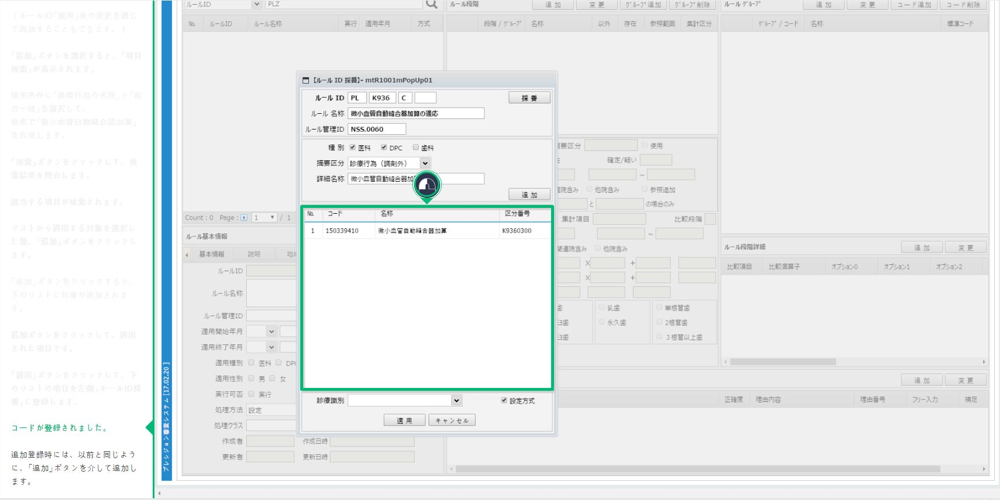 (ルールID「適用」後の変更を通じ
て追加することもできます。)
「追加」ボタンを選択すると、「項目
検索」が表示されます。
検索条件に「診療行為の名称」と「前
方一致」を選択して、
検索で「微小血管自動縫合器加算」
を作成します。
「検索」ボタンをクリックして、検
索結果を照会します。
該当する項目が検索されます。
リストから適用する対象を選択し
た後、「追加」ボタンをクリックし
ます。
「追加」ボタンをクリックすると、
下のリストに対象が追加されま
す。
追加ボタンをクリックして、適用
された項目です。
「適用」ボタンをクリックして、下
のリストの項目を左側」ルールID採
番」に登録します。
コードが登録されました。
追加登録時には、以前と同じよう
に、「追加」ボタンを介して追加し
ます。
プレシジョン審査システム [17.02.20 ]
ルールID PLZ
No. ルールID ルール名称 実行 適用年月 方式
Count : 0 Page : 1 / 1
ルール基本情報
基本情報 説明
ルールID
ルール名称
ルール管理ID
適用開始年月
適用終了年月
適用種別 医科 DPC
適用性別 男 女
実行可否 実行
処理方法 設定
処理クラス
作成者 作成日時
更新者 更新日時
ルール段階 追 加 変 更 グループ追加 グループ削除
段階 / グループ 名称 以外 存在 参照範囲 集計区分
摘要区分 使用
確定/疑い
~
関連院含み 他院含み 参照追加
と の場合のみ
集計項目 比較段階
~
関連院含み 他院含み
X +
X +
乳歯 単根管歯
臼歯 永久歯 2根管歯
臼歯 3根管以上歯
ルール グループ 追 加 変 更 コード追加 コード削除
グループ / コード 名称 標準コード
ルール段階詳細 追 加 変 更
比較項目 比較演算子 オプション0 オプション1 オプション2
追 加 変 更
正確度 理由内容 理由番号 フリー入力 補足
【ルール ID 採番】- mtR1001mPopUp01
ルール ID PL K936 C 採 番
ルール 名称 微小血管自動縫合器加算の適応
ルール管理ID NSS.0060
種 別 医科 DPC 歯科
摘要区分 診療行為（調剤外）
詳細名称 微小血管自動縫合器加
追 加
No. コード 名称 区分番号
1 150339410 微小血管自動縫合器加算 K9360300
診療識別 設定方式
適 用 キャンセル